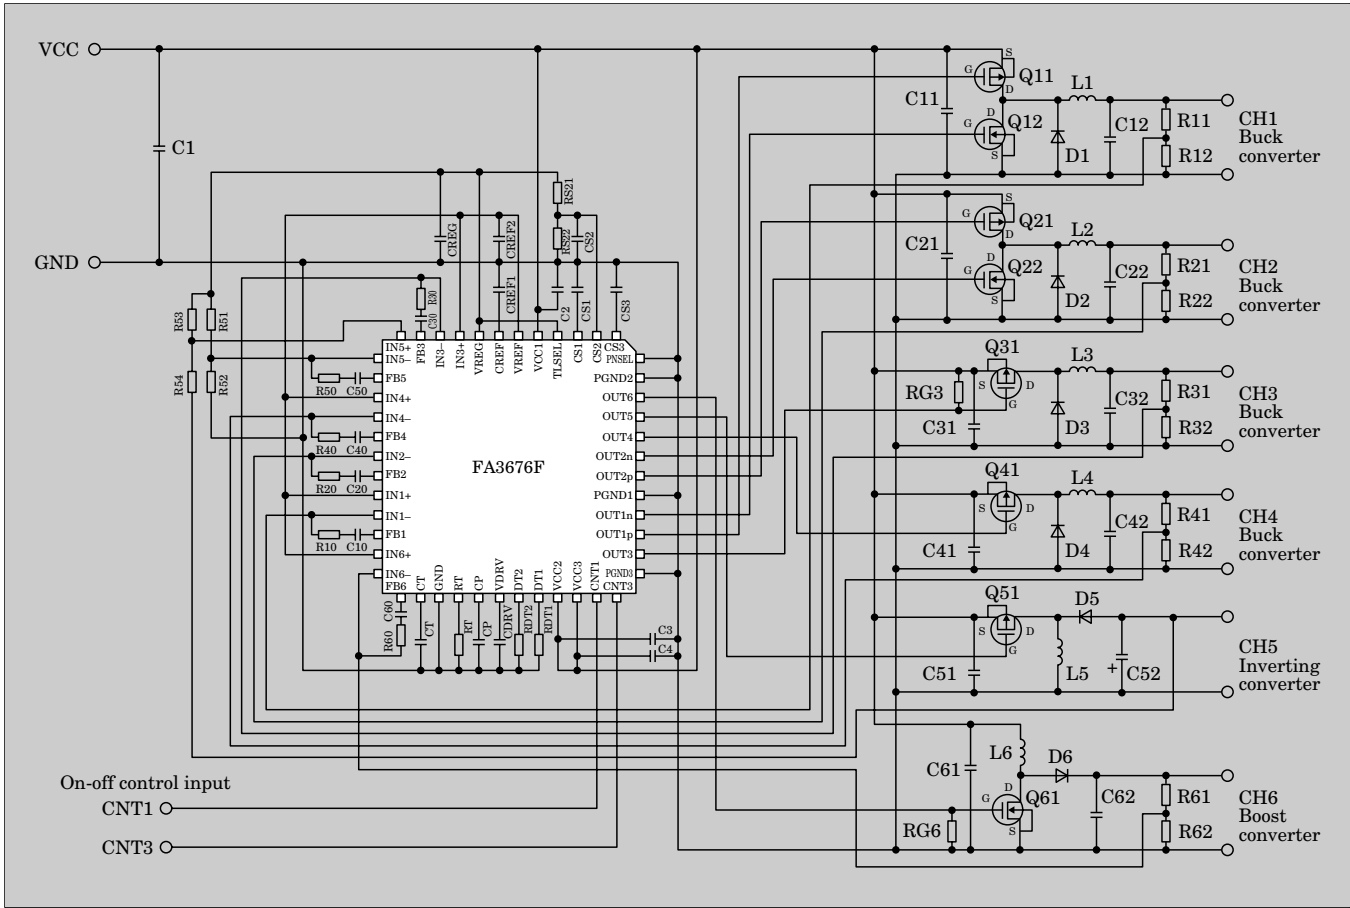 VCC
GND
C1
CREG
CREF2
CREF1
RS21
RS22
CS2
C2
CS1
CS3
R30
C30
R53
R51
R54
R52
R50
C50
R40
C40
R20
C20
R10
C10
IN5+
FB3
IN3–
IN3+
VREG
CREF
VREF
VCC1
TLSEL
CS1
CS2
CS3
IN5–
FB5
IN4+
IN4–
FB4
IN2–
FB2
IN1+
IN1–
FB1
IN6+
IN6–
FB6
FA3676F
PNSEL
PGND2
OUT6
OUT5
OUT4
OUT2n
OUT2p
PGND1
OUT1n
OUT1p
OUT3
PGND3
CNT3
CT
GND
RT
CP
VDRV
DT2
DT1
VCC2
VCC3
CNT1
C60
R60
CT
RT
CP
CDRV
RDT2
RDT1
C3
C4
On-off control input
CNT1
CNT3
C11
S
G
D
Q11
D
G
S
Q12
L1
D1
C12
R11
R12
CH1
Buck
converter
C21
S
G
D
Q21
D
G
S
Q22
L2
D2
C22
R21
R22
CH2
Buck
converter
RG3
C31
Q31
S
D
G
L3
D3
C32
R31
R32
CH3
Buck
converter
C41
Q41
S
D
G
L4
D4
C42
R41
R42
CH4
Buck
converter
C51
Q51
S
D
G
D5
L5
+
C52
CH5
Inverting
converter
C61
L6
D6
D
G
S
Q61
RG6
C62
R61
R62
CH6
Boost
converter